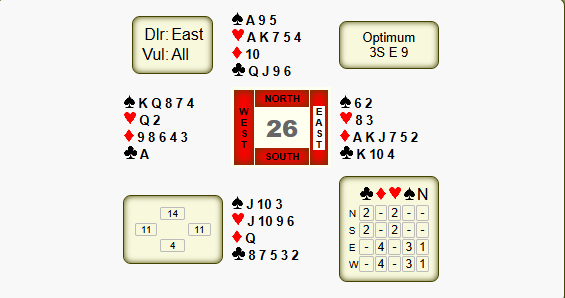 Dlr: East
Vul: All
♠ A 9 5
♥ A K 7 5 4
♦ 10
♣ Q J 9 6
Optimum
3S E 9
♠ K Q 8 7 4
♥ Q 2
♦ 9 8 6 4 3
♣ A
NORTH
WEST
26
EAST
SOUTH
♠ 6 2
♥ 8 3
♦ A K J 7 5 2
♣ K 10 4
14
11 11
4
♠ J 10 3
♥ J 10 9 6
♦ Q
♣ 8 7 5 3 2
♣ ♦ ♥ ♠ N
N 2 - 2 - -
S 2 - 2 - -
E - 4 - 3 1
W - 4 - 3 1